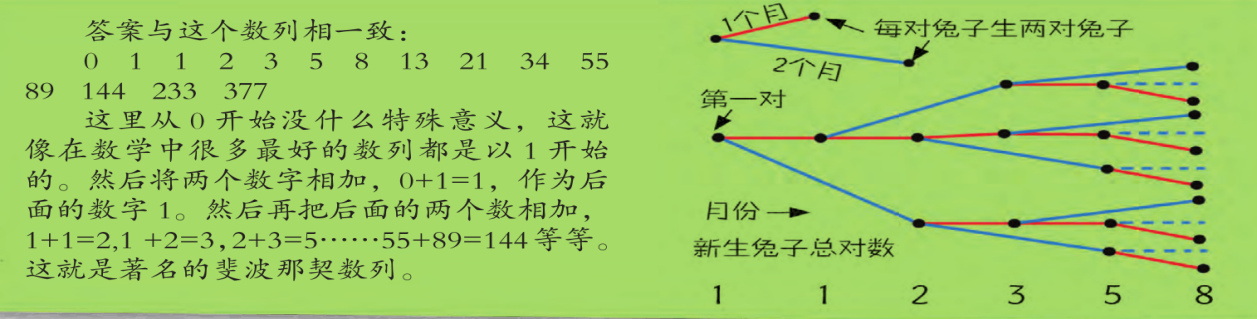 答案与这个数列相一致：
0 1 1 2 3 5 8 13 21 34 55
89 144 233 377
这里从 0 开始没什么特殊意义，这就
像在数学中很多最好的数列都是以 1 开始
的。然后将两个数字相加，0+1=1，作为后
面的数字 1。然后再把后面的两个数相加，
1+1=2,1 +2=3,2+3=5……55+89=144 等等。
这就是著名的斐波那契数列。
1个月
每对兔子生两对兔子
2个月
第一对
月份
新生兔子总对数
1 1 2 3 5 8